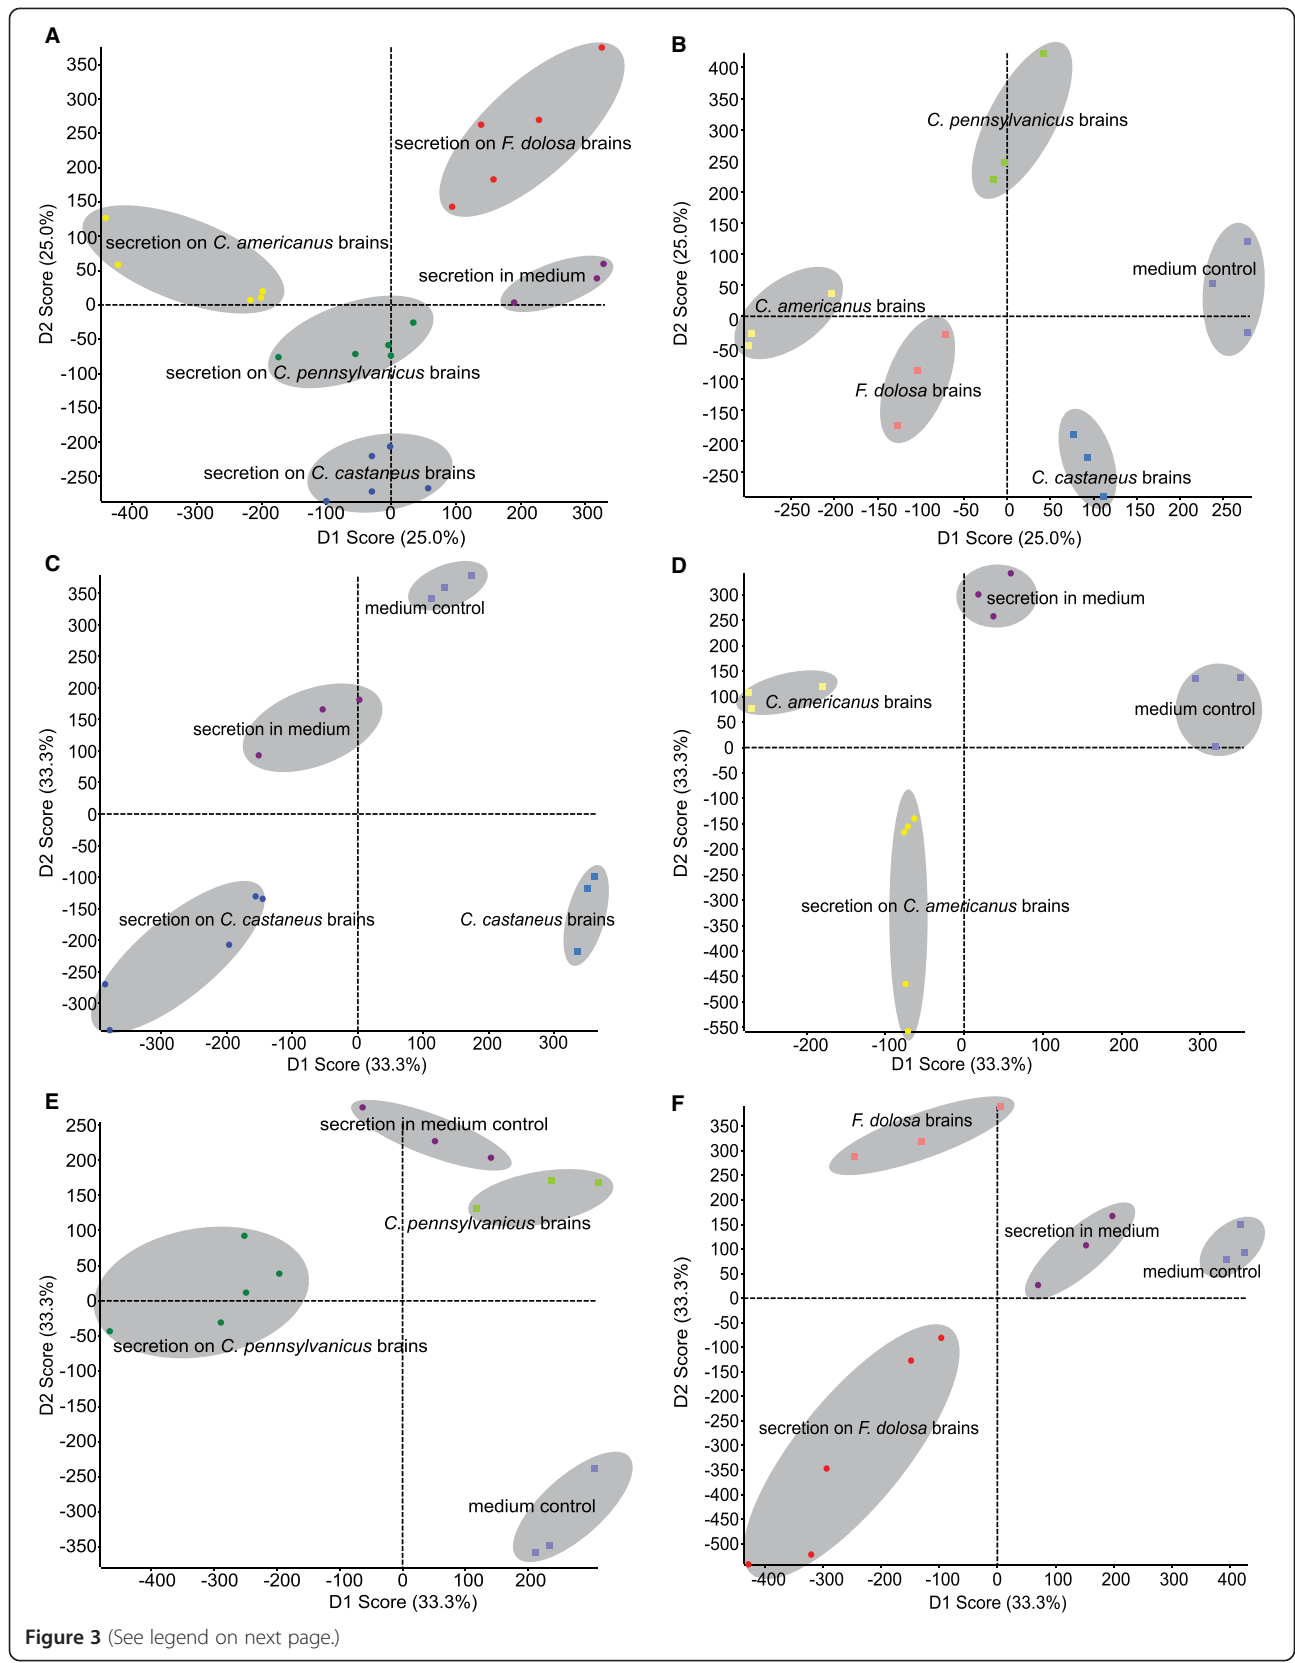 A
350
300
250
200
150
100
50
0
-50
-100
-150
-200
-250
D2 Score (25.0%)
secretion on F. dolosa brains
secretion on C. americanus brains
secretion in medium
secretion on C. pennsylvanicus brains
secretion on C. castaneus brains
-400 -300 -200 -100 0 100 200 300
D1 Score (25.0%)
B
400
350
300
250
200
150
100
50
0
-50
-100
-150
-200
-250
D2 Score (25.0%)
C. pennsylvanicus brains
medium control
C. americanus brains
F. dolosa brains
C. castaneus brains
-250 -200 -150 -100 -50 0 50 100 150 200 250
D1 Score (25.0%)
C
350
300
250
200
150
100
50
0
-50
-100
-150
-200
-250
-300
D2 Score (33.3%)
medium control
secretion in medium
secretion on C. castaneus brains
C. castaneus brains
-300 -200 -100 0 100 200 300
D1 Score (33.3%)
D
300
250
200
150
100
50
0
-50
-100
-150
-200
-250
-300
-350
-400
-450
-500
-550
D2 Score (33.3%)
secretion in medium
C. americanus brains
medium control
secretion on C. americanus brains
-200 -100 0 100 200 300
D1 Score (33.3%)
E
250
200
150
100
50
0
-50
-100
-150
-200
-250
-300
-350
D2 Score (33.3%)
secretion in medium control
C. pennsylvanicus brains
secretion on C. pennsylvanicus brains
medium control
-400 -300 -200 -100 0 100 200
D1 Score (33.3%)
F
350
300
250
200
150
100
50
0
-50
-100
-150
-200
-250
-300
-350
-400
-450
-500
D2 Score (33.3%)
F. dolosa brains
secretion in medium
medium control
secretion on F. dolosa brains
-400 -300 -200 -100 0 100 200 300 400
D1 Score (33.3%)
Figure 3 (See legend on next page.)